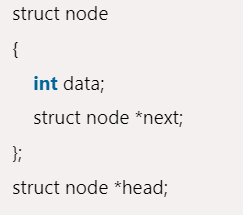 struct node
{
int data;
struct node *next;
};
struct node *head;